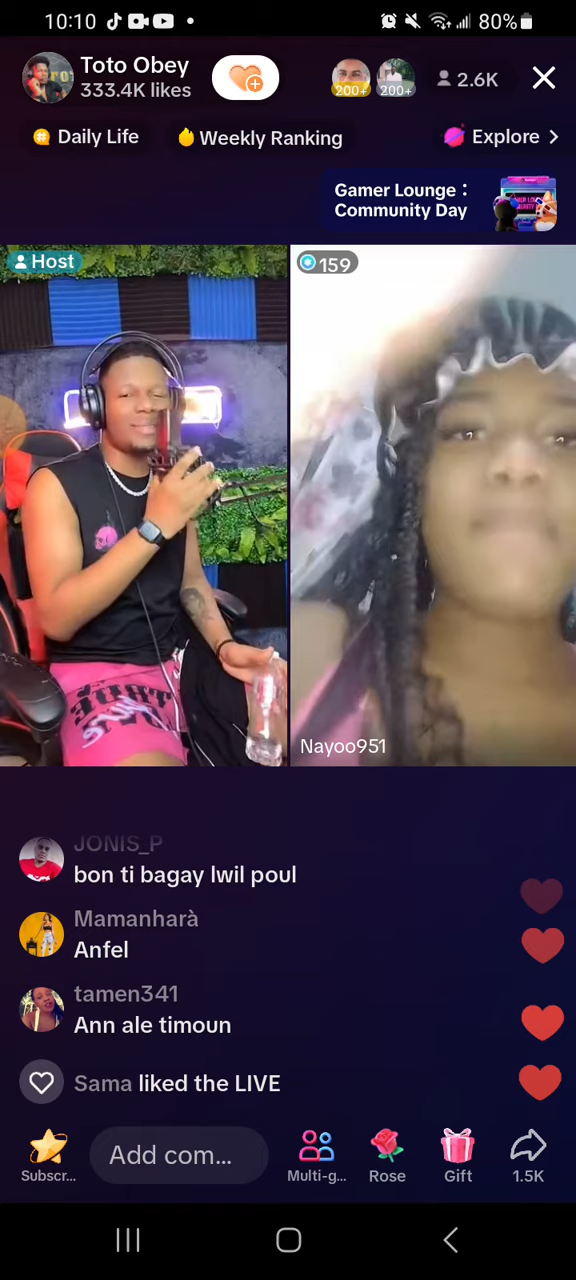 10:10
80%
Toto Obey
333.4K likes
200+
200+
2.6K
Daily Life
Weekly Ranking
Explore >
Gamer Lounge :
Community Day
Host
159
Nayoo951
JONIS_P
bon ti bagay lwil poul
Mamanharà
Anfel
tamen341
Ann ale timoun
Sama liked the LIVE
Subscr...
Add com...
Multi-g...
Rose
Gift
1.5K